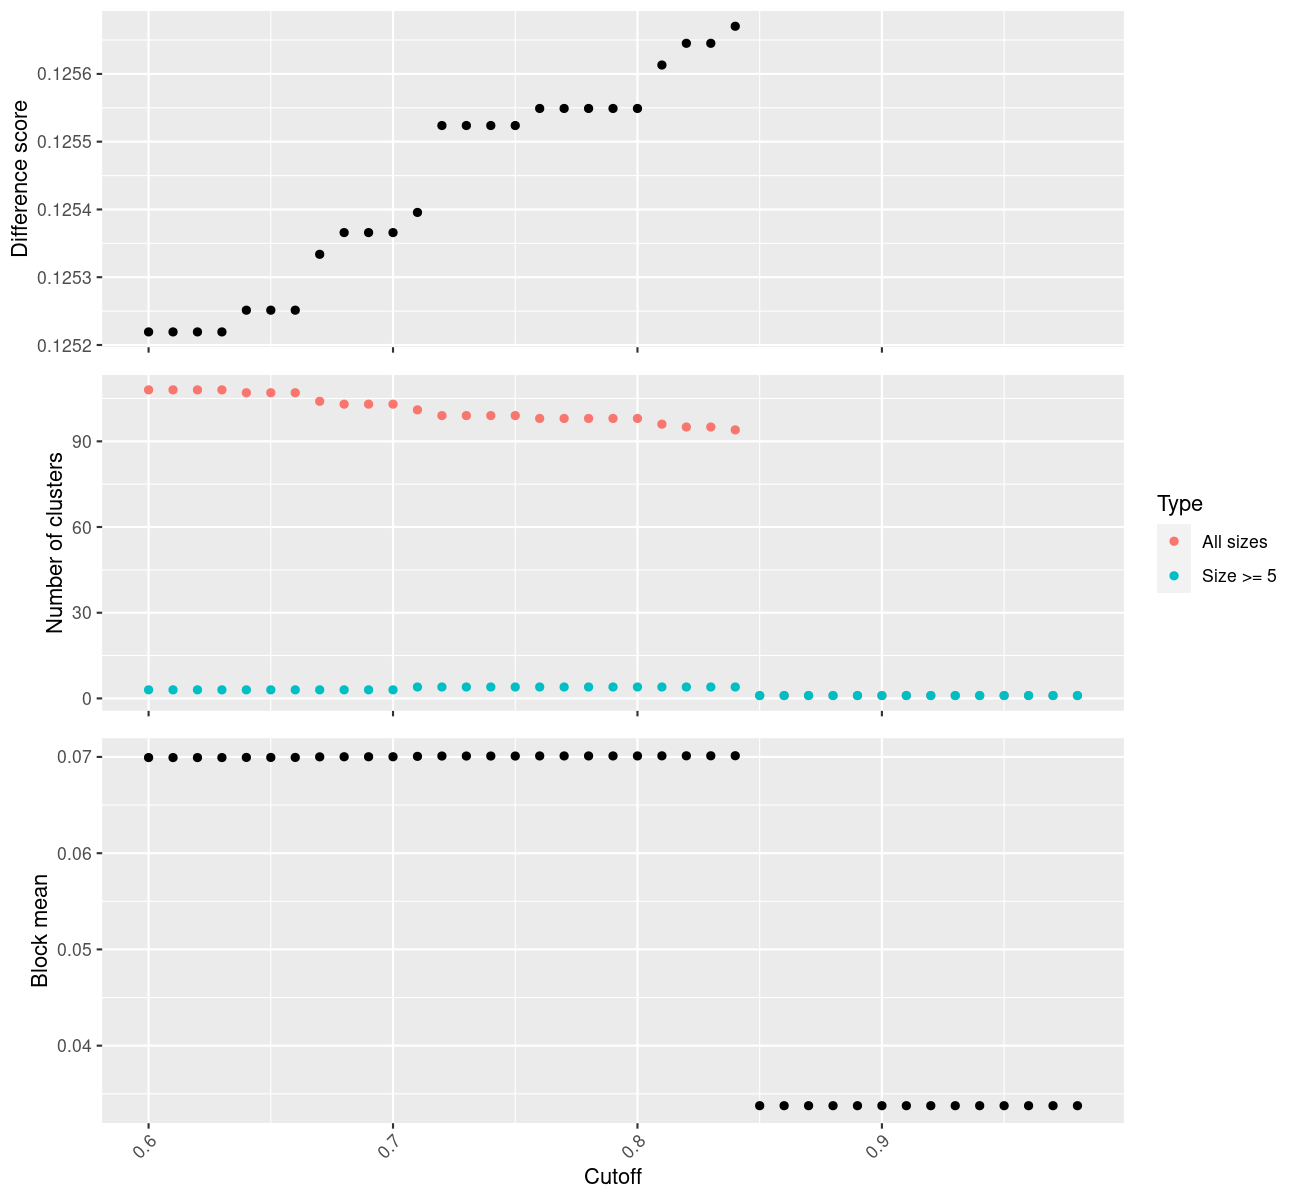 Difference score
0.1256
0.1255
0.1254
0.1253
0.1252
Number of clusters
90
60
30
0
Type
All sizes
Size >= 5
Block mean
0.07
0.06
0.05
0.04
0.6
0.7
0.8
0.9
Cutoff